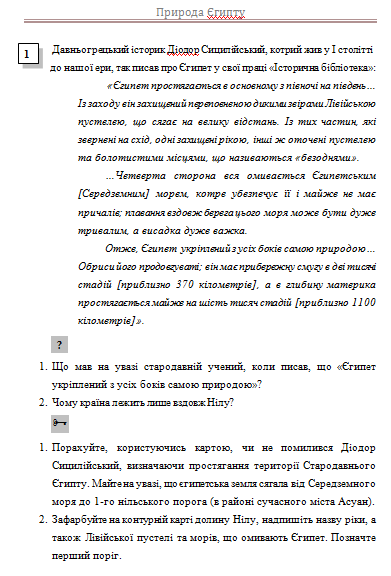 Природа Єгипту
1
Давньогрецький історик Діодор Сицилійський, котрий жив у І столітті
до нашої ери, так писав про Єгипет у свої праці «Історична бібліотека»:
«Єгипет простягається в основному з півночі на південь…
Із заходу він захищений переповненою дикими звірами Лівійською
пустелею, що сягає на велику відстань. Із тих частин, які
звернені на схід, одні захищені рікою, інші ж оточені пустелею
та болотистими місцями, що називаються «безоднями».
…Четверта сторона вся омивається Єгипетським
[Середземним] морем, котре убезпечує її і майже не має
причалів; плавання вздовж берега цього моря може бути дуже
тривалим, а висадка дуже важка.
Отже, Єгипет укріплений з усіх боків самою природою…
Обриси його продовгуваті; він має прибережну смугу в дві тисячі
стадій [приблизно 370 кілометрів], а в глибину материка
простягається майже на шість тисяч стадій [приблизно 1100
кілометрів]».
?
1. Що мав на увазі стародавній учений, коли писав, що «Єгипет
укріплений з усіх боків самою природою»?
2. Чому країна лежить лише вздовж Нілу?
1. Порахуйте, користуючись картою, чи не помилився Діодор
Сицилійський, визначаючи простягання території Стародавнього
Єгипту. Майте на увазі, що єгипетська земля сягала від Середземного
моря до 1-го нільського порога (в районі сучасного міста Асуан).
2. Зафарбуйте на контурній карті долину Нілу, надпишіть назву ріки, а
також Лівійської пустелі та морів, що омивають Єгипет. Позначте
перший поріг.